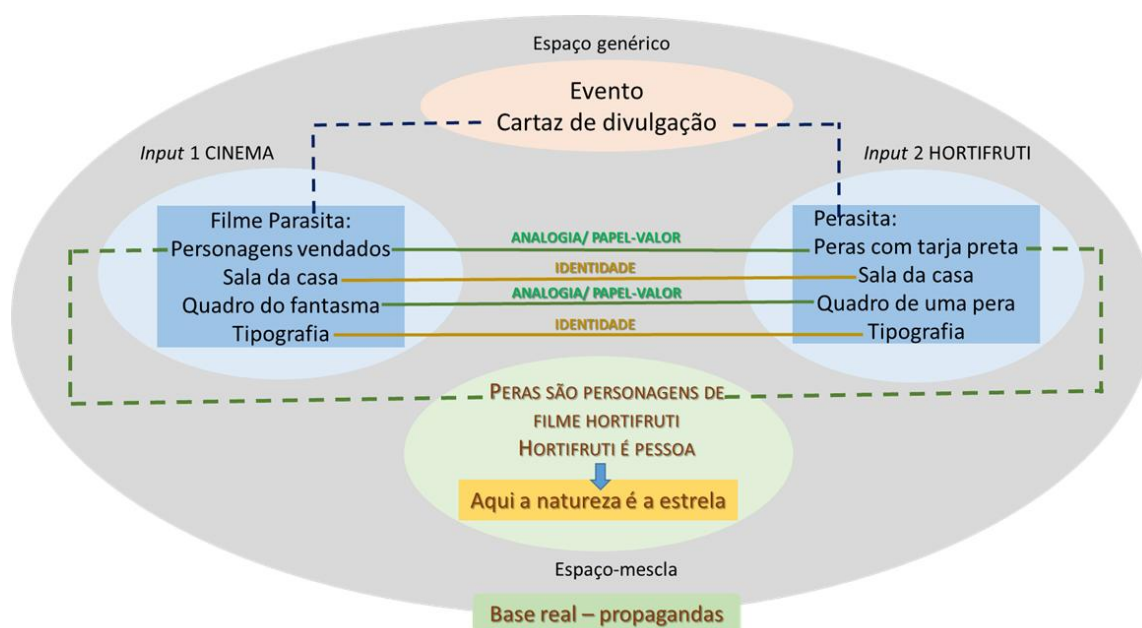 Espaço genérico
Evento
Cartaz de divulgação
Input 1 CINEMA
Input 2 HORTIFRUTI
Filme Parasita:
Personagens vendados
Sala da casa
Quadro do fantasma
Tipografia
ANALOGIA/ PAPEL-VALOR
IDENTIDADE
ANALOGIA/ PAPEL-VALOR
IDENTIDADE
Perasita:
Peras com tarja preta
Sala da casa
Quadro de uma pera
Tipografia
PERAS SÃO PERSONAGENS DE
FILME HORTIFRUTI
HORTIFRUTI É PESSOA
Aqui a natureza é a estrela
Espaço-mescla
Base real – propagandas